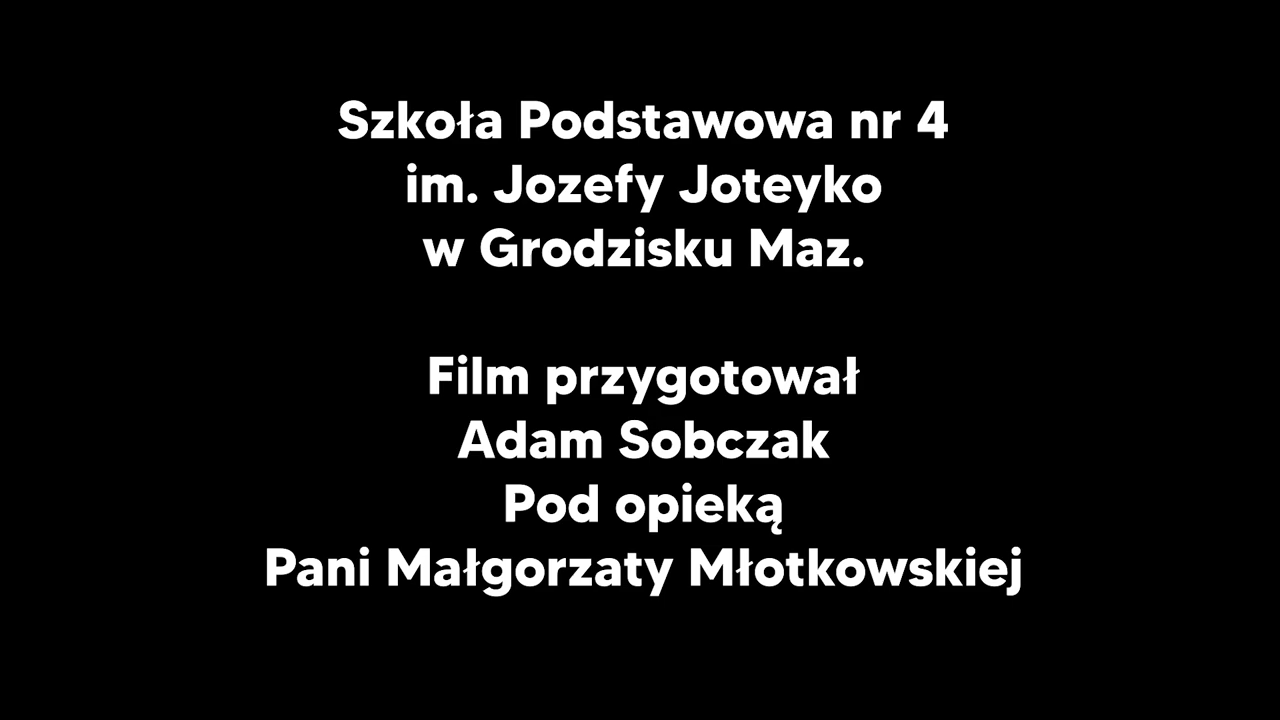 Szkoła Podstawowa nr 4
im. Jozefy Joteyko
w Grodzisku Maz.
Film przygotował
Adam Sobczak
Pod opieką
Pani Małgorzaty Młotkowskiej